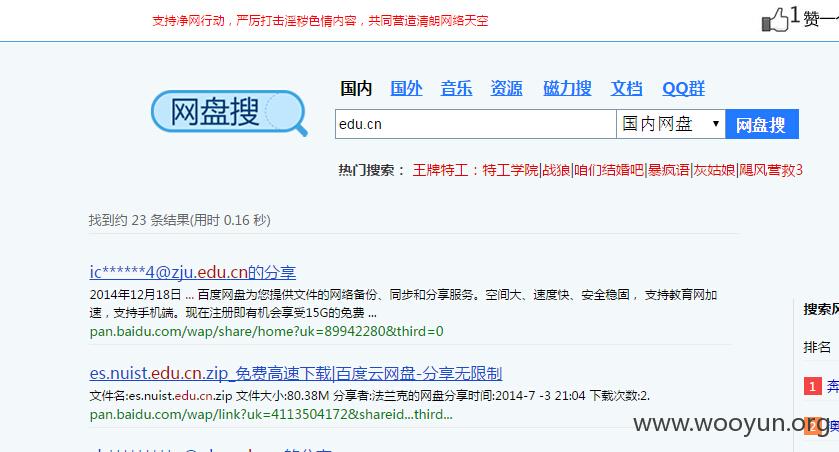 支持净网行动，严厉打击淫秽色情内容，共同营造清朗网络天空
1 赞一
网盘搜
国内 国外 音乐 资源 磁力搜 文档 QQ群
edu.cn 国内网盘 网盘搜
热门搜索： 王牌特工：特工学院|战狼|咱们结婚吧|暴疯语|灰姑娘|飓风营救3
找到约 23 条结果(用时 0.16 秒)
ic******4@zju.edu.cn的分享
2014年12月18日 ... 百度网盘为您提供文件的网络备份、同步和分享服务。空间大、速度快、安全稳固， 支持教育网加
速，支持手机端。现在注册即有机会享受15G的免费 ...
pan.baidu.com/wap/share/home?uk=89942280&third=0
搜索风
es.nuist.edu.cn.zip_免费高速下载|百度云网盘-分享无限制
排名
文件名:es.nuist.edu.cn.zip 文件大小:80.38M 分享者:法兰克的网盘分享时间:2014-7 -3 21:04 下载次数:2.
1 奔
pan.baidu.com/wap/link?uk=4113504172&shareid...third...
www.wooyun.org
2